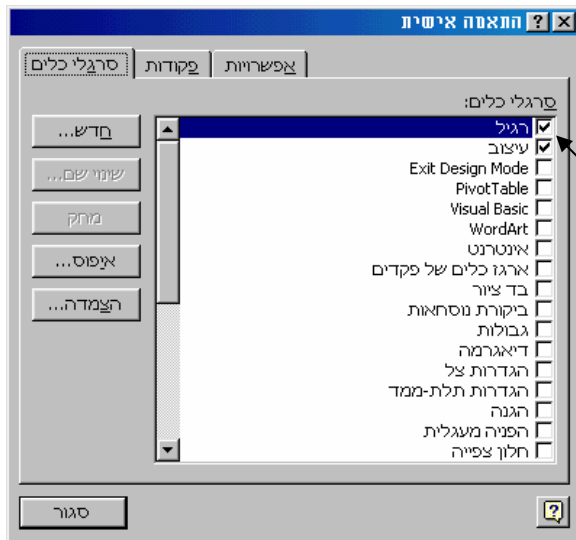 התאמה אישית
סרגלי כלים
פקודות
אפשרויות
סרגלי כלים:
רגיל
עיצוב
Exit Design Mode
PivotTable
Visual Basic
WordArt
אינטרנט
ארגז כלים של פקדים
בד ציור
ביקורת נוסחאות
גבולות
דיאגרמה
הגדרות צל
הגדרות תלת-ממד
הגנה
הפניה מעגלית
חלון צפייה
חדש...
שינוי שם...
מחק
איפוס...
הצמדה...
סגור